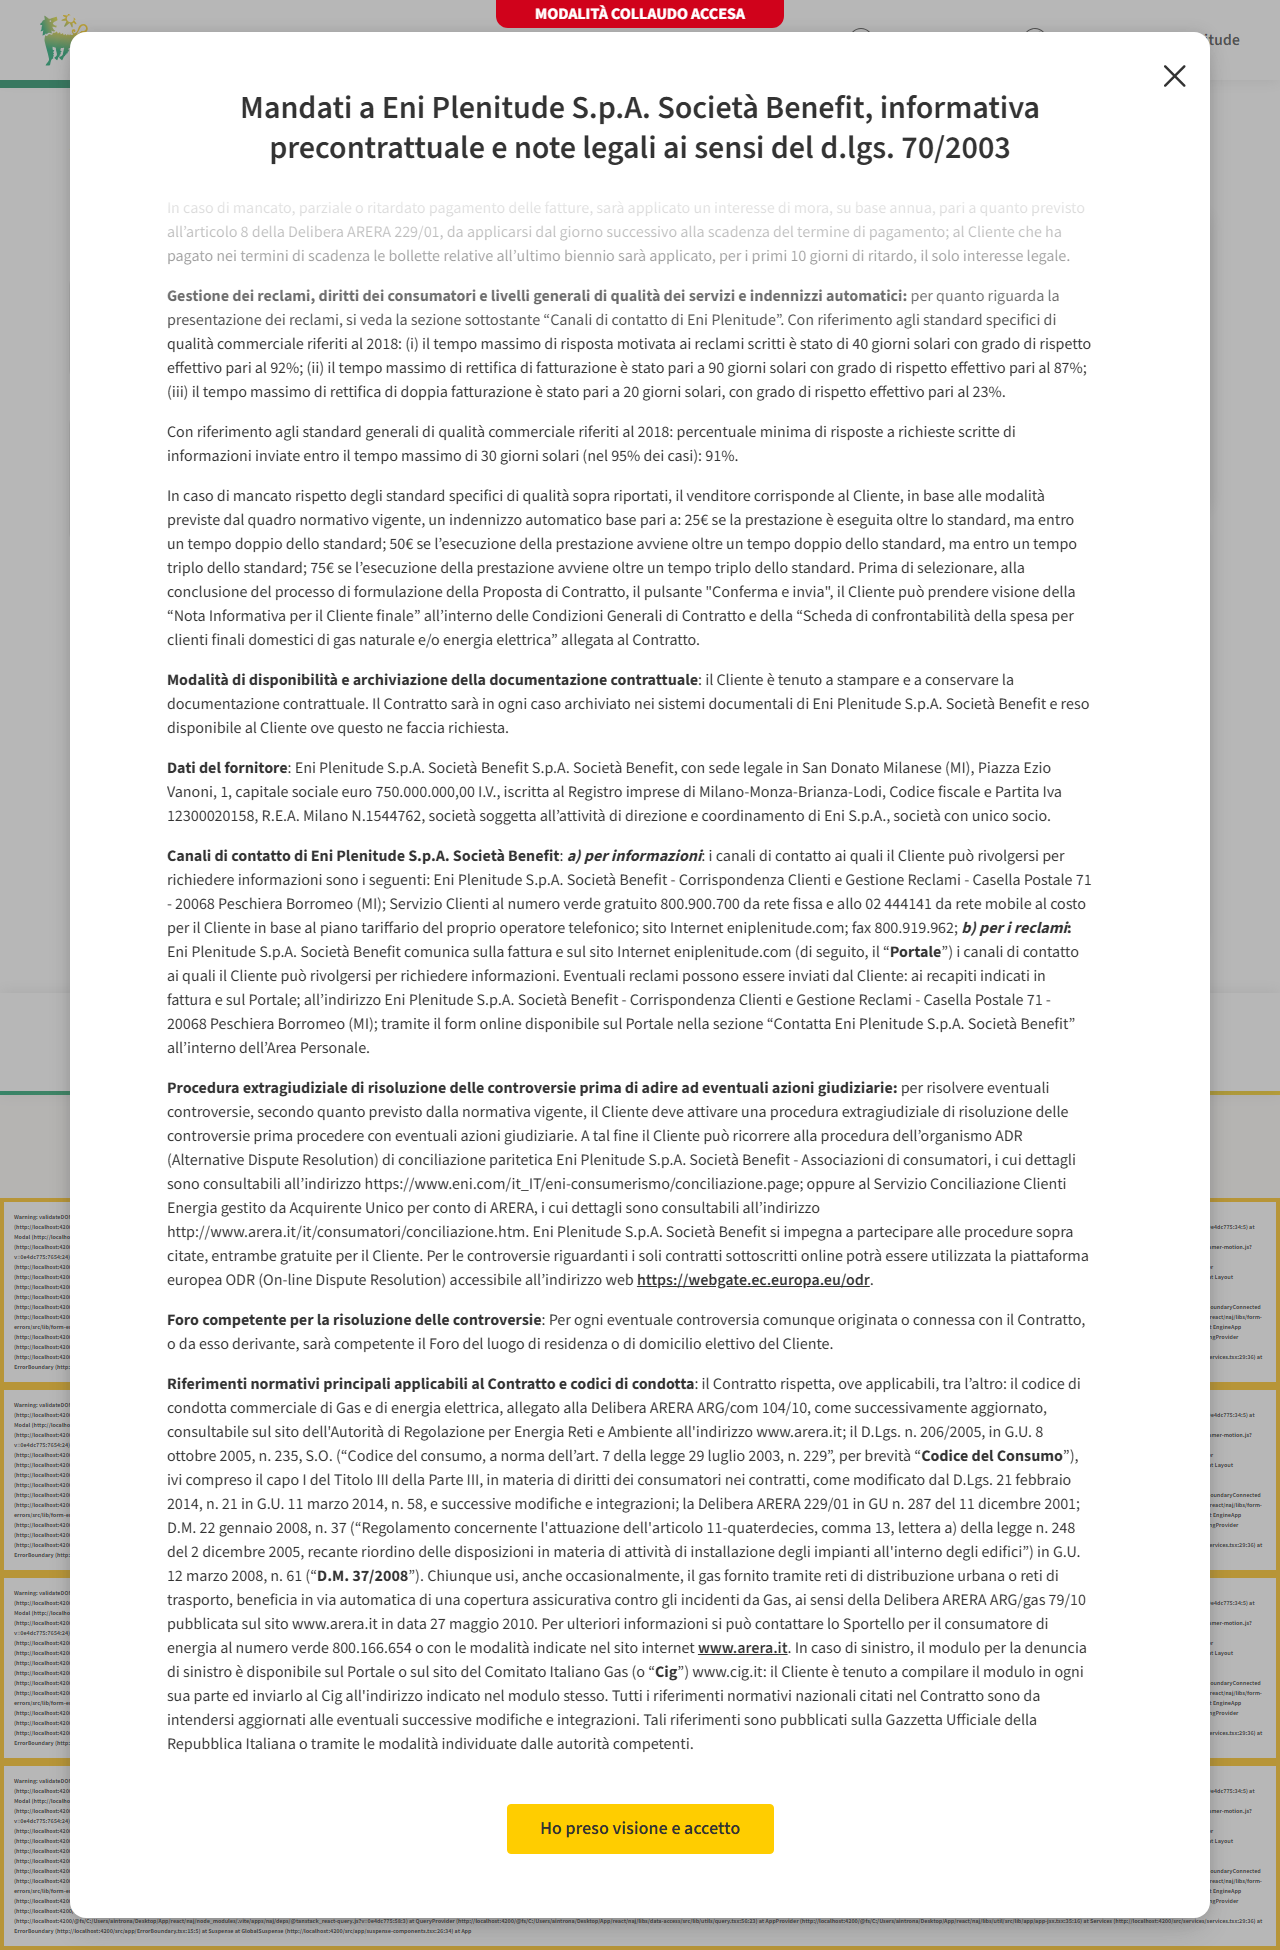 MODALITÀ COLLAUDO ACCESA
itude
Mandati a Eni Plenitude S.p.A. Società Benefit, informativa
precontrattuale e note legali ai sensi del d.lgs. 70/2003
In caso di mancato, parziale o ritardato pagamento delle fatture, sarà applicato un interesse di mora, su base annua, pari a quanto previsto
all’articolo 8 della Delibera ARERA 229/01, da applicarsi dal giorno successivo alla scadenza del termine di pagamento; al Cliente che ha
pagato nei termini di scadenza le bollette relative all’ultimo biennio sarà applicato, per i primi 10 giorni di ritardo, il solo interesse legale.
Gestione dei reclami, diritti dei consumatori e livelli generali di qualità dei servizi e indennizzi automatici: per quanto riguarda la
presentazione dei reclami, si veda la sezione sottostante “Canali di contatto di Eni Plenitude”. Con riferimento agli standard specifici di
qualità commerciale riferiti al 2018: (i) il tempo massimo di risposta motivata ai reclami scritti è stato di 40 giorni solari con grado di rispetto
effettivo pari al 92%; (ii) il tempo massimo di rettifica di fatturazione è stato pari a 90 giorni solari con grado di rispetto effettivo pari al 87%;
(iii) il tempo massimo di rettifica di doppia fatturazione è stato pari a 20 giorni solari, con grado di rispetto effettivo pari al 23%.
Con riferimento agli standard generali di qualità commerciale riferiti al 2018: percentuale minima di risposte a richieste scritte di
informazioni inviate entro il tempo massimo di 30 giorni solari (nel 95% dei casi): 91%.
In caso di mancato rispetto degli standard specifici di qualità sopra riportati, il venditore corrisponde al Cliente, in base alle modalità
previste dal quadro normativo vigente, un indennizzo automatico base pari a: 25€ se la prestazione è eseguita oltre lo standard, ma entro
un tempo doppio dello standard; 50€ se l’esecuzione della prestazione avviene oltre un tempo doppio dello standard, ma entro un tempo
triplo dello standard; 75€ se l’esecuzione della prestazione avviene oltre un tempo triplo dello standard. Prima di selezionare, alla
conclusione del processo di formulazione della Proposta di Contratto, il pulsante "Conferma e invia", il Cliente può prendere visione della
“Nota Informativa per il Cliente finale” all’interno delle Condizioni Generali di Contratto e della “Scheda di confrontabilità della spesa per
clienti finali domestici di gas naturale e/o energia elettrica” allegata al Contratto.
Modalità di disponibilità e archiviazione della documentazione contrattuale: il Cliente è tenuto a stampare e a conservare la
documentazione contrattuale. Il Contratto sarà in ogni caso archiviato nei sistemi documentali di Eni Plenitude S.p.A. Società Benefit e reso
disponibile al Cliente ove questo ne faccia richiesta.
Dati del fornitore: Eni Plenitude S.p.A. Società Benefit S.p.A. Società Benefit, con sede legale in San Donato Milanese (MI), Piazza Ezio
Vanoni, 1, capitale sociale euro 750.000.000,00 I.V., iscritta al Registro imprese di Milano-Monza-Brianza-Lodi, Codice fiscale e Partita Iva
12300020158, R.E.A. Milano N.1544762, società soggetta all’attività di direzione e coordinamento di Eni S.p.A., società con unico socio.
Canali di contatto di Eni Plenitude S.p.A. Società Benefit: a) per informazioni: i canali di contatto ai quali il Cliente può rivolgersi per
richiedere informazioni sono i seguenti: Eni Plenitude S.p.A. Società Benefit - Corrispondenza Clienti e Gestione Reclami - Casella Postale 71
- 20068 Peschiera Borromeo (MI); Servizio Clienti al numero verde gratuito 800.900.700 da rete fissa e allo 02 444141 da rete mobile al costo
per il Cliente in base al piano tariffario del proprio operatore telefonico; sito Internet eniplenitude.com; fax 800.919.962; b) per i reclami:
Eni Plenitude S.p.A. Società Benefit comunica sulla fattura e sul sito Internet eniplenitude.com (di seguito, il “Portale”) i canali di contatto
ai quali il Cliente può rivolgersi per richiedere informazioni. Eventuali reclami possono essere inviati dal Cliente: ai recapiti indicati in
fattura e sul Portale; all’indirizzo Eni Plenitude S.p.A. Società Benefit - Corrispondenza Clienti e Gestione Reclami - Casella Postale 71 -
20068 Peschiera Borromeo (MI); tramite il form online disponibile sul Portale nella sezione “Contatta Eni Plenitude S.p.A. Società Benefit”
all’interno dell’Area Personale.
Procedura extragiudiziale di risoluzione delle controversie prima di adire ad eventuali azioni giudiziarie: per risolvere eventuali
controversie, secondo quanto previsto dalla normativa vigente, il Cliente deve attivare una procedura extragiudiziale di risoluzione delle
controversie prima procedere con eventuali azioni giudiziarie. A tal fine il Cliente può ricorrere alla procedura dell’organismo ADR
(Alternative Dispute Resolution) di conciliazione paritetica Eni Plenitude S.p.A. Società Benefit - Associazioni di consumatori, i cui dettagli
sono consultabili all’indirizzo https://www.eni.com/it_IT/eni-consumerismo/conciliazione.page; oppure al Servizio Conciliazione Clienti
Energia gestito da Acquirente Unico per conto di ARERA, i cui dettagli sono consultabili all’indirizzo
http://www.arera.it/it/consumatori/conciliazione.htm. Eni Plenitude S.p.A. Società Benefit si impegna a partecipare alle procedure sopra
citate, entrambe gratuite per il Cliente. Per le controversie riguardanti i soli contratti sottoscritti online potrà essere utilizzata la piattaforma
europea ODR (On-line Dispute Resolution) accessibile all’indirizzo web https://webgate.ec.europa.eu/odr.
Foro competente per la risoluzione delle controversie: Per ogni eventuale controversia comunque originata o connessa con il Contratto,
o da esso derivante, sarà competente il Foro del luogo di residenza o di domicilio elettivo del Cliente.
Riferimenti normativi principali applicabili al Contratto e codici di condotta: il Contratto rispetta, ove applicabili, tra l’altro: il codice di
condotta commerciale di Gas e di energia elettrica, allegato alla Delibera ARERA ARG/com 104/10, come successivamente aggiornato,
consultabile sul sito dell'Autorità di Regolazione per Energia Reti e Ambiente all'indirizzo www.arera.it; il D.Lgs. n. 206/2005, in G.U. 8
ottobre 2005, n. 235, S.O. (“Codice del consumo, a norma dell’art. 7 della legge 29 luglio 2003, n. 229”, per brevità “Codice del Consumo”),
ivi compreso il capo I del Titolo III della Parte III, in materia di diritti dei consumatori nei contratti, come modificato dal D.Lgs. 21 febbraio
2014, n. 21 in G.U. 11 marzo 2014, n. 58, e successive modifiche e integrazioni; la Delibera ARERA 229/01 in GU n. 287 del 11 dicembre 2001;
D.M. 22 gennaio 2008, n. 37 (“Regolamento concernente l'attuazione dell'articolo 11-quaterdecies, comma 13, lettera a) della legge n. 248
del 2 dicembre 2005, recante riordino delle disposizioni in materia di attività di installazione degli impianti all'interno degli edifici”) in G.U.
12 marzo 2008, n. 61 (“D.M. 37/2008”). Chiunque usi, anche occasionalmente, il gas fornito tramite reti di distribuzione urbana o reti di
trasporto, beneficia in via automatica di una copertura assicurativa contro gli incidenti da Gas, ai sensi della Delibera ARERA ARG/gas 79/10
pubblicata sul sito www.arera.it in data 27 maggio 2010. Per ulteriori informazioni si può contattare lo Sportello per il consumatore di
energia al numero verde 800.166.654 o con le modalità indicate nel sito internet www.arera.it. In caso di sinistro, il modulo per la denuncia
di sinistro è disponibile sul Portale o sul sito del Comitato Italiano Gas (o “Cig”) www.cig.it: il Cliente è tenuto a compilare il modulo in ogni
sua parte ed inviarlo al Cig all'indirizzo indicato nel modulo stesso. Tutti i riferimenti normativi nazionali citati nel Contratto sono da
intendersi aggiornati alle eventuali successive modifiche e integrazioni. Tali riferimenti sono pubblicati sulla Gazzetta Ufficiale della
Repubblica Italiana o tramite le modalità individuate dalle autorità competenti.
Ho preso visione e accetto